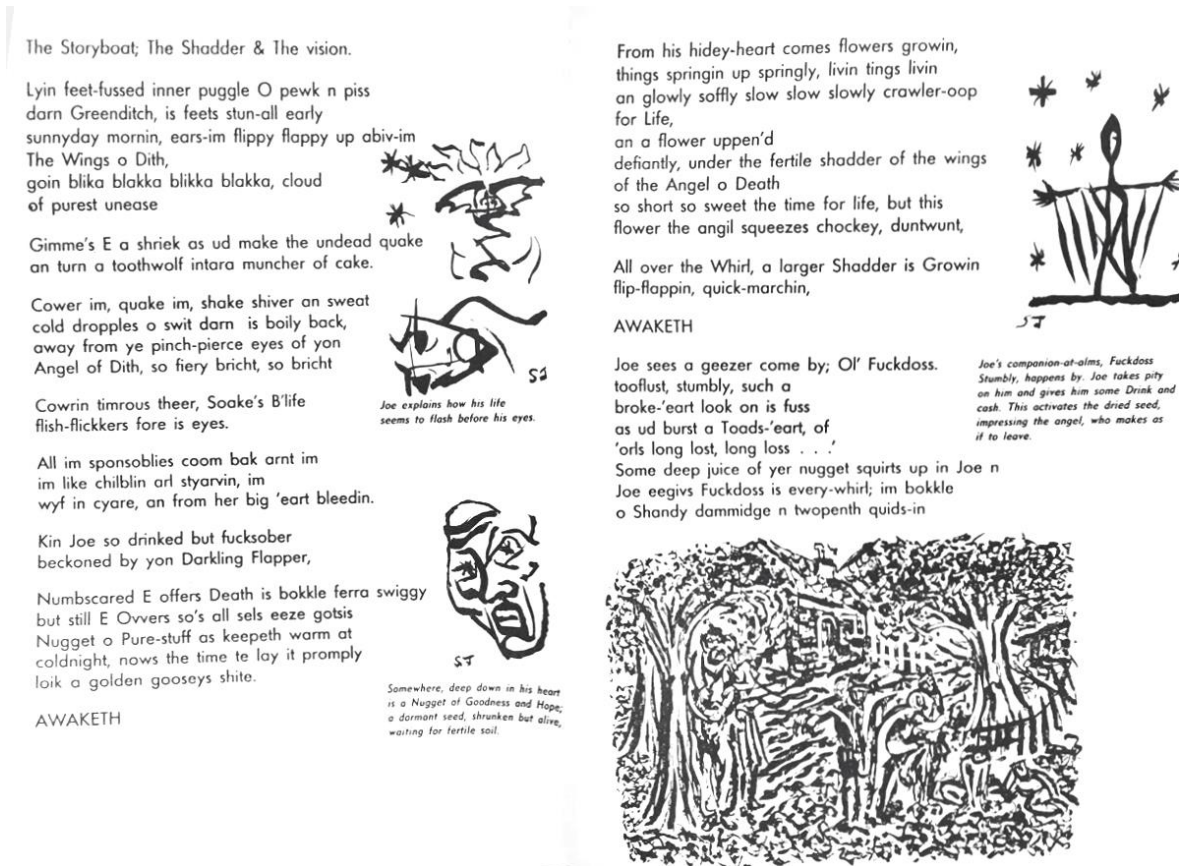 The Storyboat; The Shadder & The vision.
Lyin feet-fussed inner puggle O pewk n piss
darn Greenditch, is feets stun-all early
sunnyday mornin, ears-im flippy flappy up abiv-im
The Wings o Dith,
goin blika blakka blikka blakka, cloud
of purest unease
Gimme's E a shriek as ud make the undead quake
an turn a toothwolf intara muncher of cake.
Cower im, quake im, shake shiver an sweat
cold dropples o swit darn is boily back,
away from ye pinch-pierce eyes of yon
Angel of Dith, so fiery bricht, so bricht
SJ
Joe explains how his life
seems to flash before his eyes.
Cowrin timrous theer, Soake's B'life
flish-flickkers fore is eyes.
All im sponsoblies coom bak arnt im
im like chilblin arl styarvin, im
wyf in cyare, an from her big 'eart bleedin.
Kin Joe so drinked but fucksober
beckoned by yon Darkling Flapper,
Numbscared E offers Death is bokkle ferra swiggy
but still E Ovvers so's all sels eeze gotsis
Nugget o Pure-stuff as keepeth warm at
coldnight, nows the time te lay it promply
loik a golden gooseys shite.
SJ
Somewhere, deep down in his heart
is a Nugget of Goodness and Hope;
a dormant seed, shrunken but alive,
waiting for fertile soil.
AWAKETH
From his hidey-heart comes flowers growin,
things springin up springly, livin tings livin
an glowly soffly slow slow slowly crawler-oop
for Life,
an a flower uppen'd
defiantly, under the fertile shadder of the wings
of the Angel o Death
so short so sweet the time for life, but this
flower the angil squeezes chockey, duntwunt,
All over the Whirl, a larger Shadder is Growin
flip-flappin, quick-marchin,
SJ
AWAKETH
Joe sees a geezer come by; Ol' Fuckdoss.
tooflust, stumbly, such a
broke-'eart look on is fuss
as ud burst a Toads-'eart, of
'orls long lost, long loss . . .'
Some deep juice of yer nugget squirts up in Joe n
Joe eegivs Fuckdoss is every-whirl; im bokkle
o Shandy dammidge n twopenth quids-in
Joe's companion-at-alms, Fuckdoss
Stumbly, happens by. Joe takes pity
on him and gives him some Drink and
cash. This activates the dried seed,
impressing the angel, who makes as
if to leave.